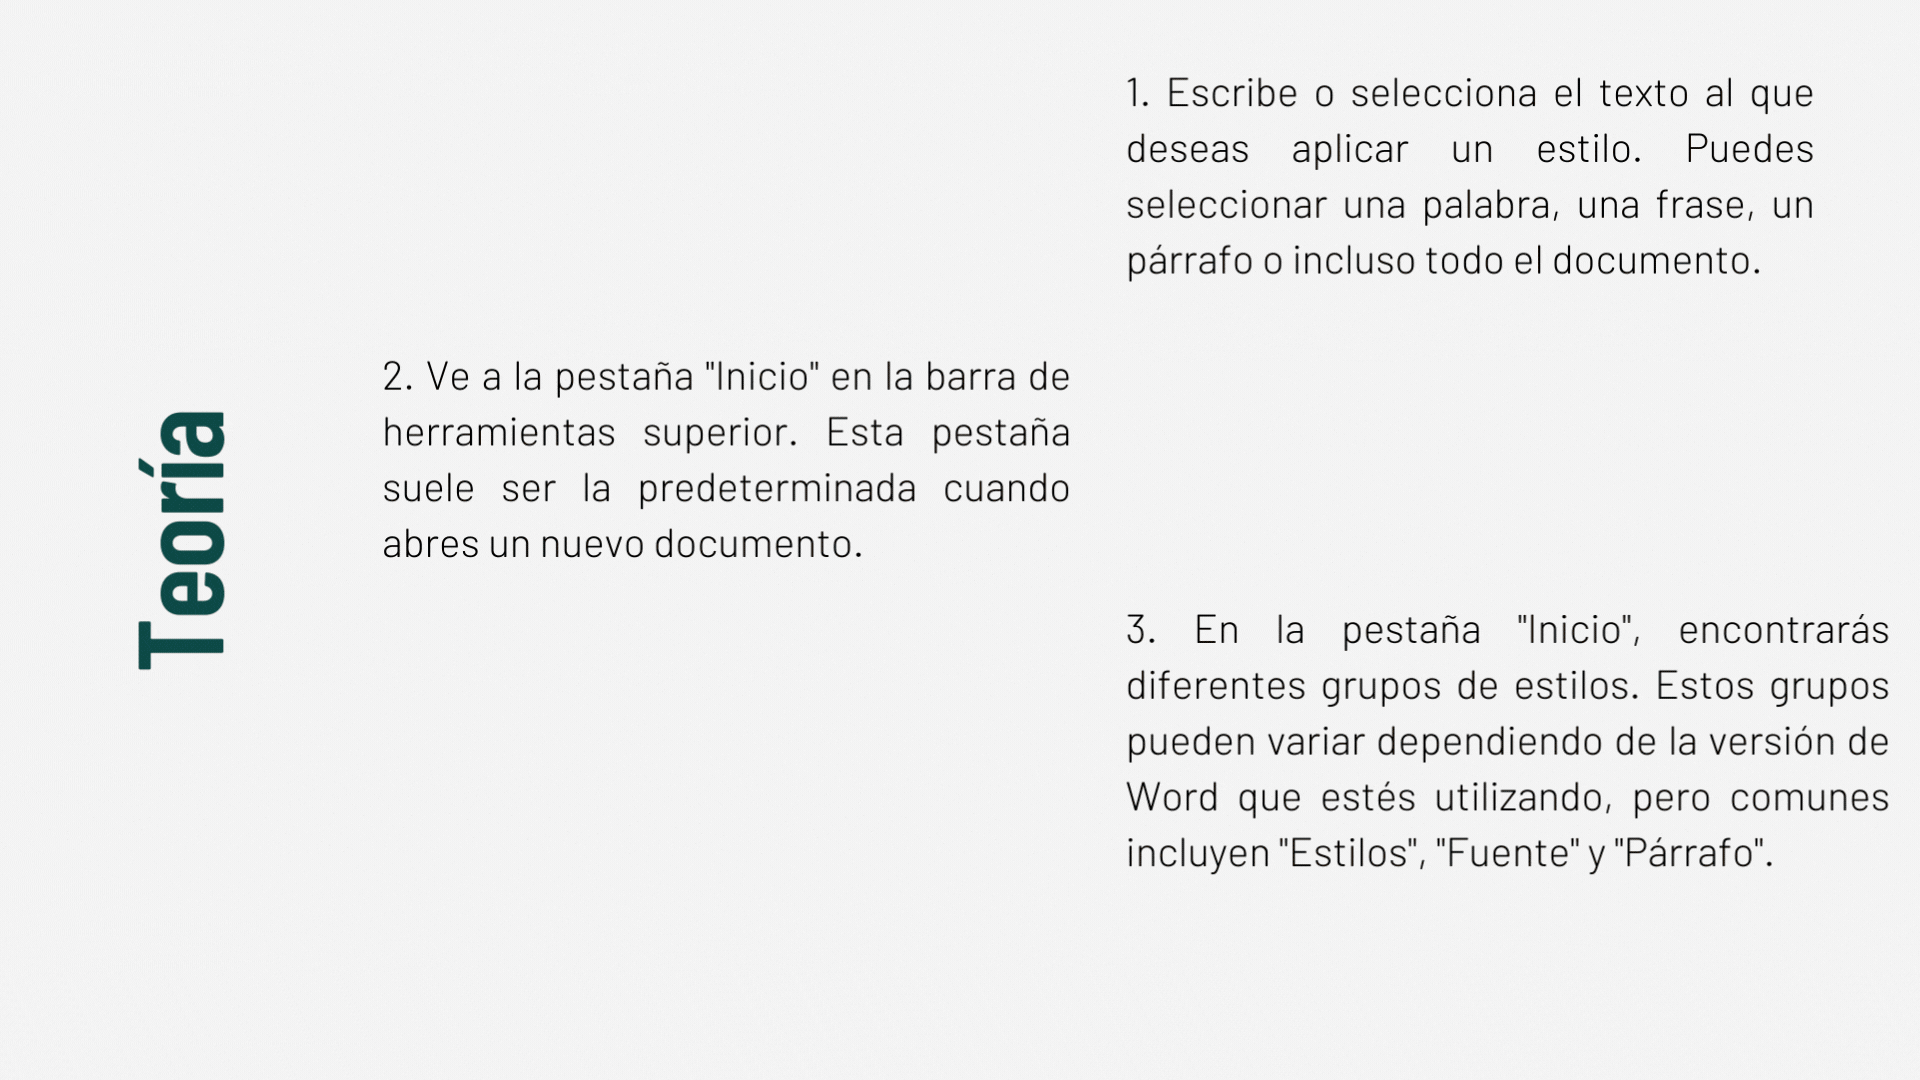 Teoría
1. Escribe o selecciona el texto al que
deseas aplicar un estilo. Puedes
seleccionar una palabra, una frase, un
párrafo o incluso todo el documento.
2. Ve a la pestaña "Inicio" en la barra de
herramientas superior. Esta pestaña
suele ser la predeterminada cuando
abres un nuevo documento.
3. En la pestaña "Inicio", encontrarás
diferentes grupos de estilos. Estos grupos
pueden variar dependiendo de la versión de
Word que estés utilizando, pero comunes
incluyen "Estilos", "Fuente" y "Párrafo".